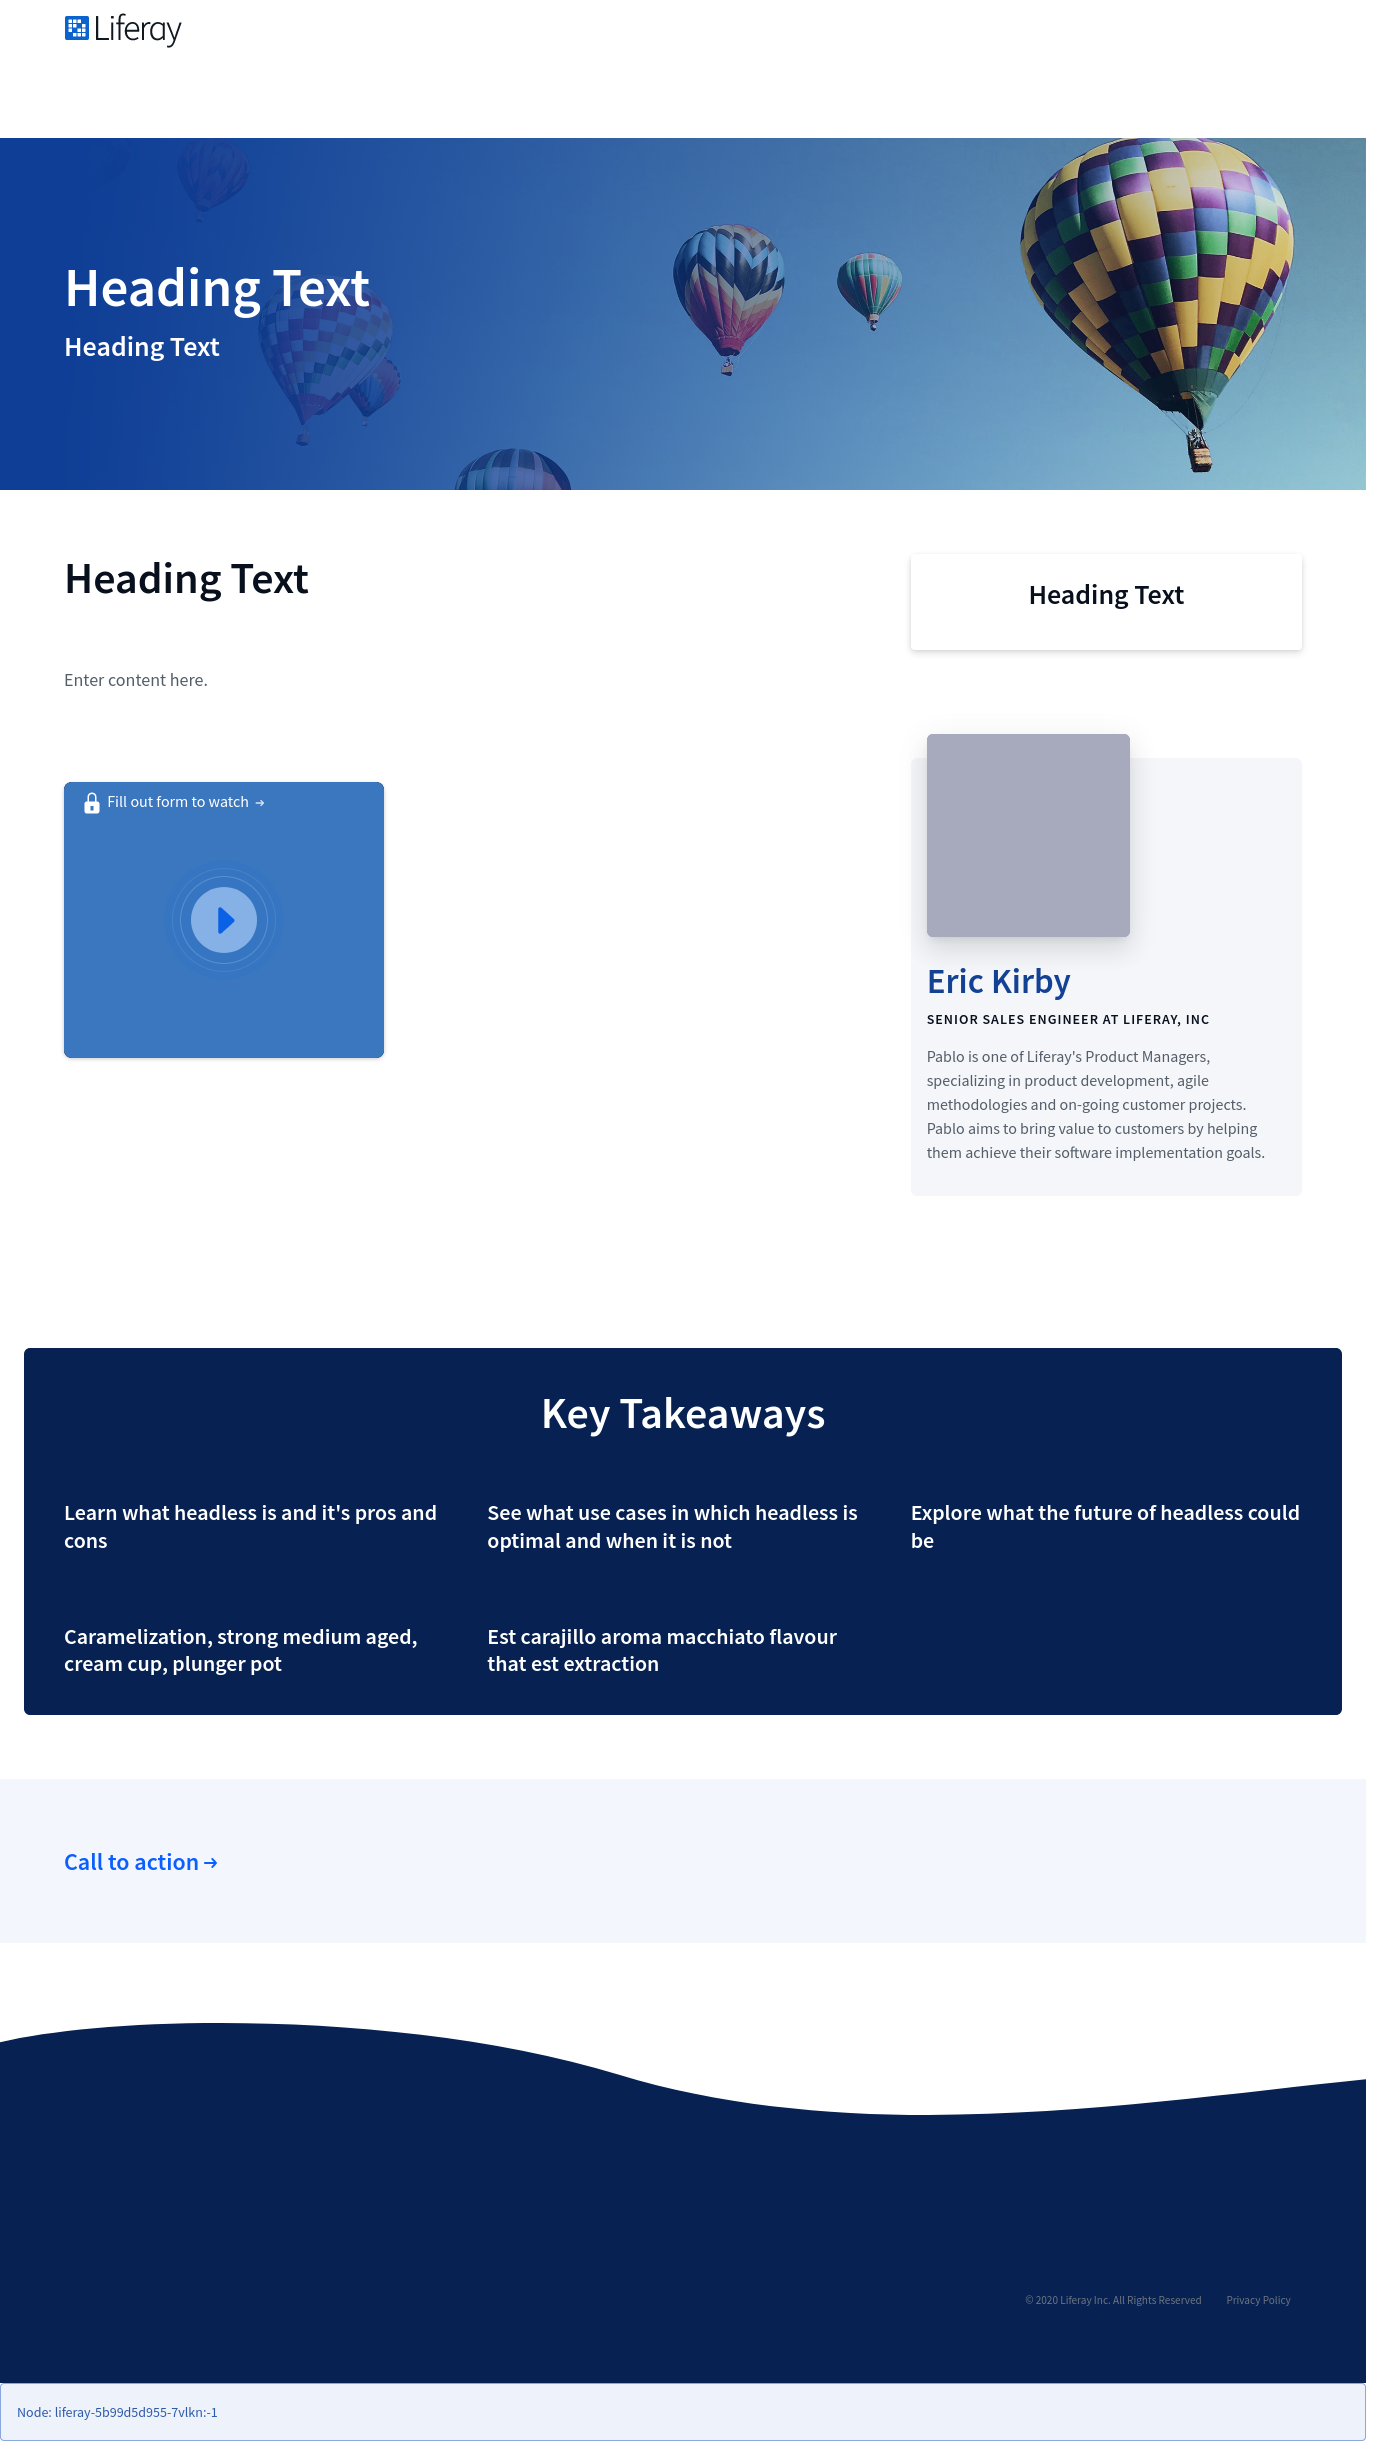 Liferay
Heading Text
Heading Text
Heading Text
Enter content here.
Fill out form to watch →
Heading Text
Eric Kirby
SENIOR SALES ENGINEER AT LIFERAY, INC
Pablo is one of Liferay's Product Managers,
specializing in product development, agile
methodologies and on-going customer projects.
Pablo aims to bring value to customers by helping
them achieve their software implementation goals.
Key Takeaways
Learn what headless is and it's pros and
cons
See what use cases in which headless is
optimal and when it is not
Explore what the future of headless could
be
Caramelization, strong medium aged,
cream cup, plunger pot
Est carajillo aroma macchiato flavour
that est extraction
Call to action →
© 2020 Liferay Inc. All Rights Reserved
Privacy Policy
Node: liferay-5b99d5d955-7vlkn:-1